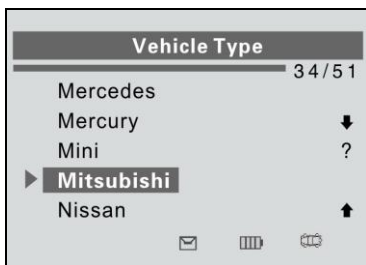 Vehicle Type
34/51
Mercedes
Mercury
Mini ?
Mitsubishi
Nissan